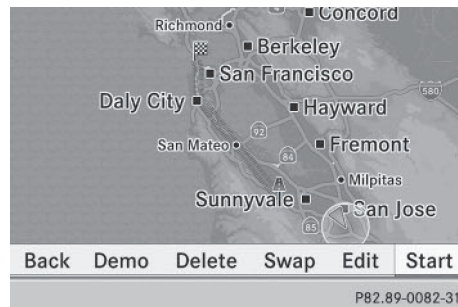 Concord
Richmond
Berkeley
San Francisco
580
Daly City
Hayward
92
San Mateo
Fremont
84
Milpitas
Sunnyvale
San Jose
85
Back Demo Delete Swap Edit Start
P82.89-0082-31